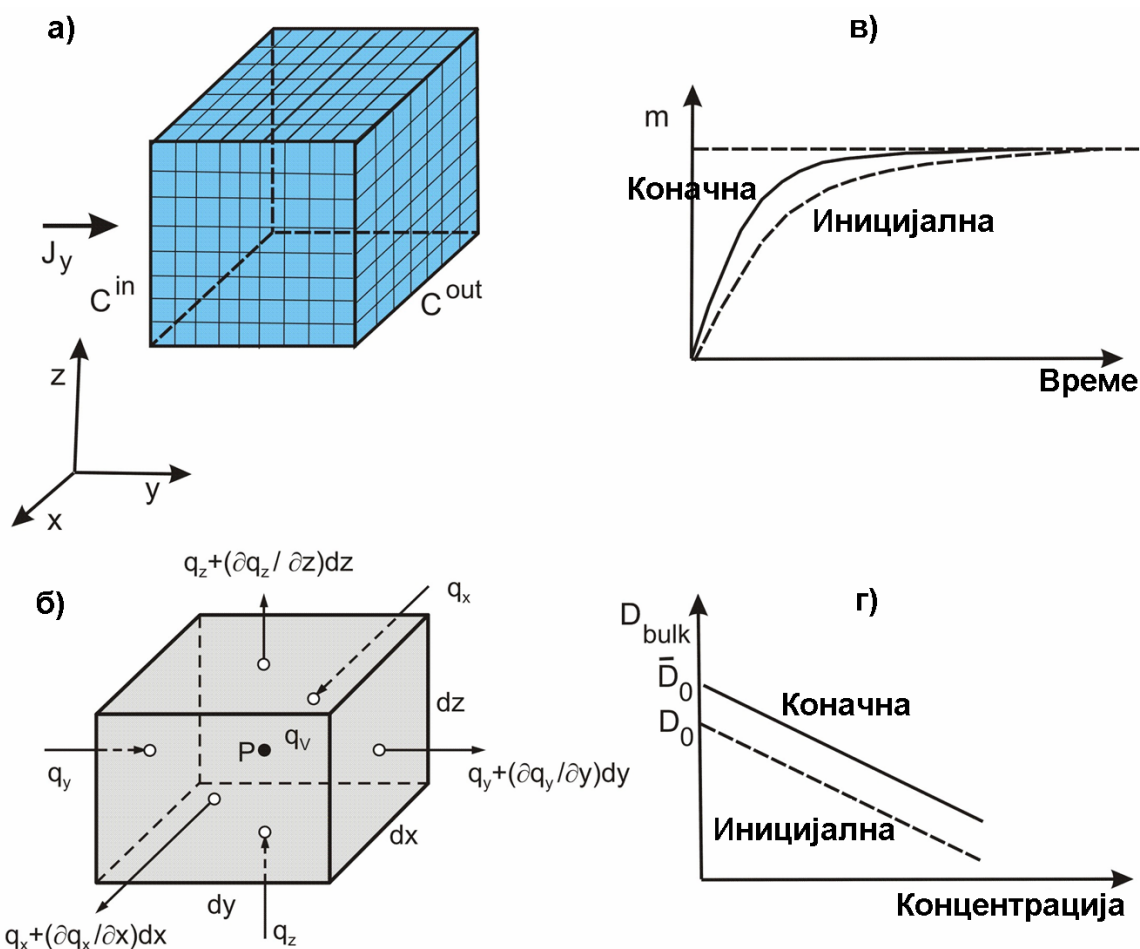 а)
J_y
C^in
C^out
z
y
x
в)
m
Коначна
Иницијална
Време
б)
q_z+(∂q_z / ∂z)dz
q_x
dz
q_V
P
q_y
q_y+(∂q_y/∂y)dy
dx
dy
q_x+(∂q_x/∂x)dx
q_z
г)
D_bulk
D̄_0
Коначна
D_0
Иницијална
Концентрација